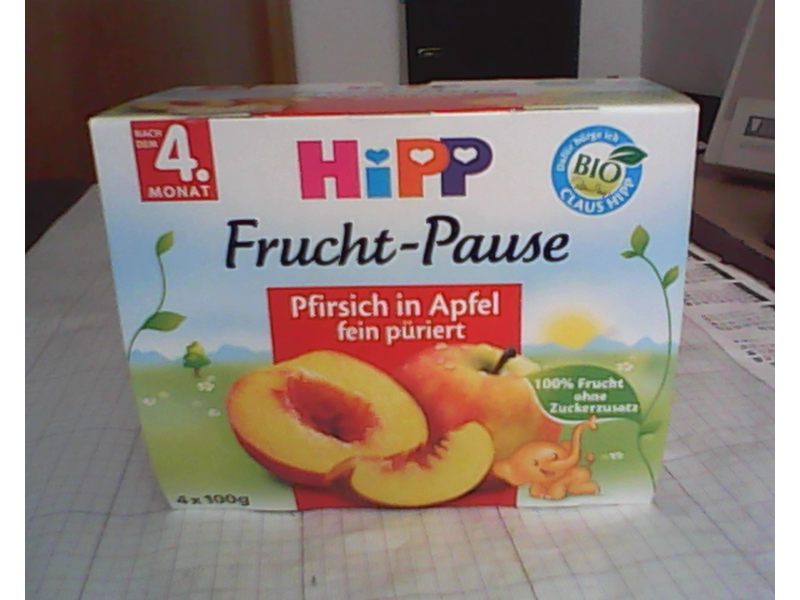 NACH
DEM
4.
MONAT
HiPP
Dafür bürge ich
BIO
CLAUS HIPP
Frucht-Pause
Pfirsich in Apfel
fein püriert
100% Frucht
ohne
Zuckerzusatz
4 x 100g